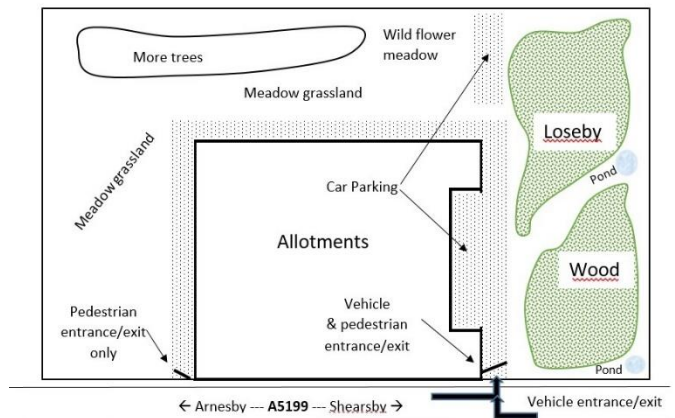 More trees
Wild flower
meadow
Meadow grassland
Loseby
Meadow grassland
Pond
Car Parking
Allotments
Wood
Pedestrian
entrance/exit
only
Vehicle
& pedestrian
entrance/exit
Pond
← Arnesby --- A5199 --- Shearsby →
Vehicle entrance/exit